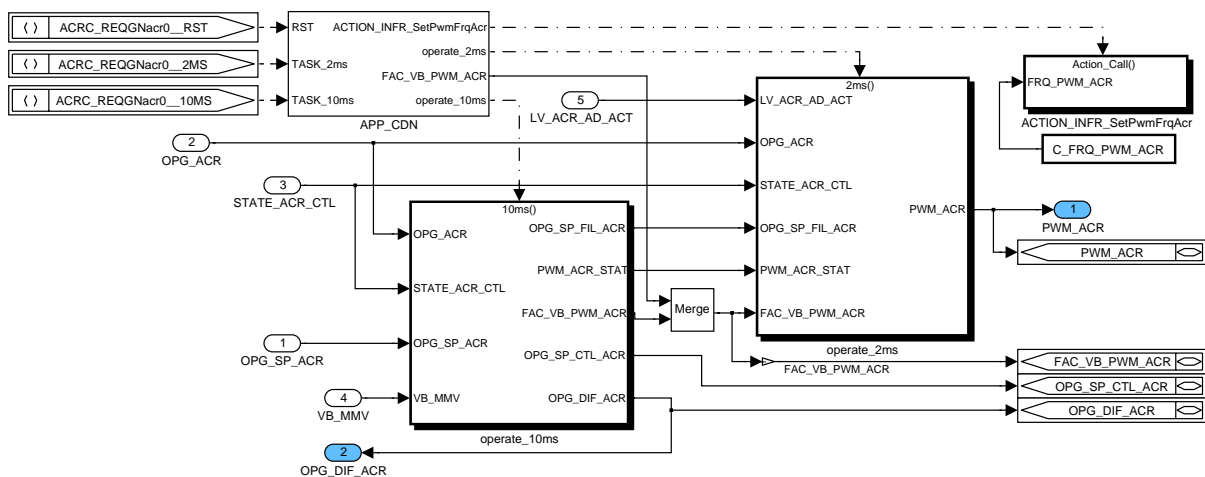 ACRC_REQGNacr0__RST
ACRC_REQGNacr0__2MS
ACRC_REQGNacr0__10MS
RST
TASK_2ms
TASK_10ms
ACTION_INFR_SetPwmFrqAcr
operate_2ms
FAC_VB_PWM_ACR
operate_10ms
APP_CDN
5
LV_ACR_AD_ACT
2
OPG_ACR
3
STATE_ACR_CTL
1
OPG_SP_ACR
4
VB_MMV
10ms()
OPG_ACR
STATE_ACR_CTL
OPG_SP_ACR
VB_MMV
OPG_SP_FIL_ACR
PWM_ACR_STAT
FAC_VB_PWM_ACR
OPG_SP_CTL_ACR
OPG_DIF_ACR
operate_10ms
2
OPG_DIF_ACR
Merge
2ms()
LV_ACR_AD_ACT
OPG_ACR
STATE_ACR_CTL
OPG_SP_FIL_ACR
PWM_ACR_STAT
FAC_VB_PWM_ACR
PWM_ACR
operate_2ms
FAC_VB_PWM_ACR
Action_Call()
FRQ_PWM_ACR
ACTION_INFR_SetPwmFrqAcr
C_FRQ_PWM_ACR
1
PWM_ACR
PWM_ACR
FAC_VB_PWM_ACR
OPG_SP_CTL_ACR
OPG_DIF_ACR